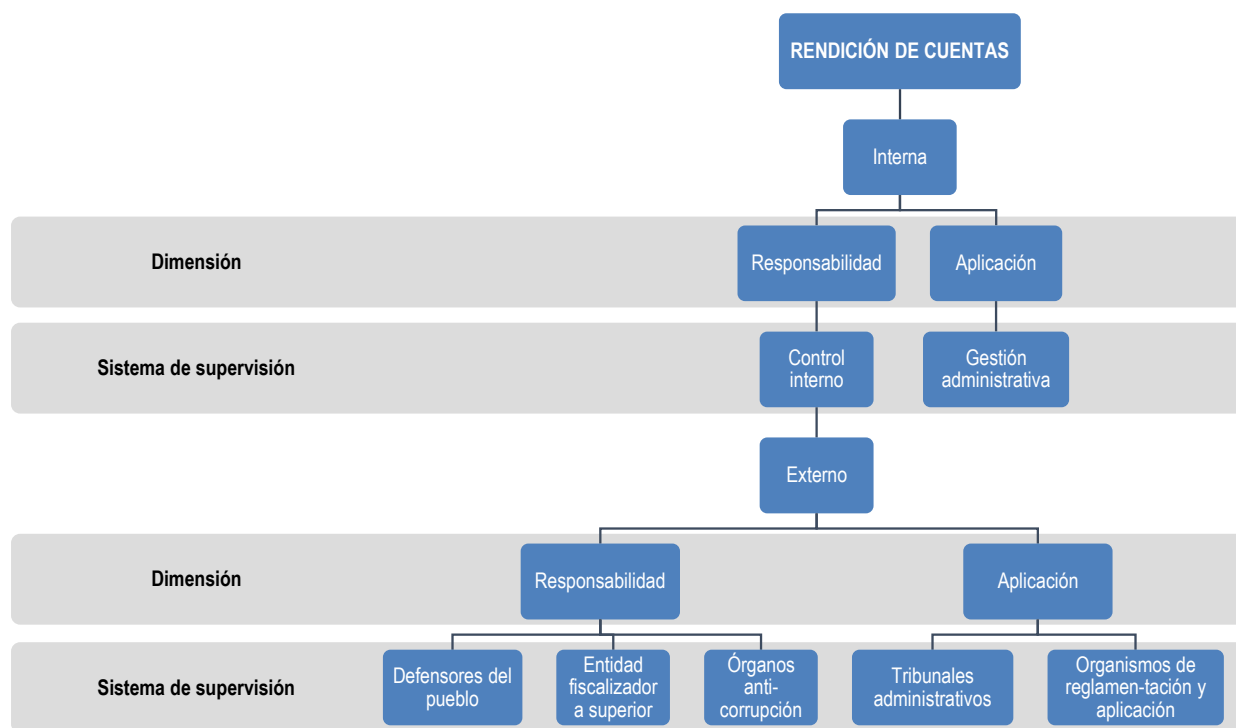 RENDICIÓN DE CUENTAS
Interna
Dimensión
Responsabilidad
Aplicación
Sistema de supervisión
Control
interno
Gestión
administrativa
Externo
Dimensión
Responsabilidad
Aplicación
Sistema de supervisión
Defensores del
pueblo
Entidad
fiscalizador
a superior
Órganos
anti-
corrupción
Tribunales
administrativos
Organismos de
reglamen-tación y
aplicación